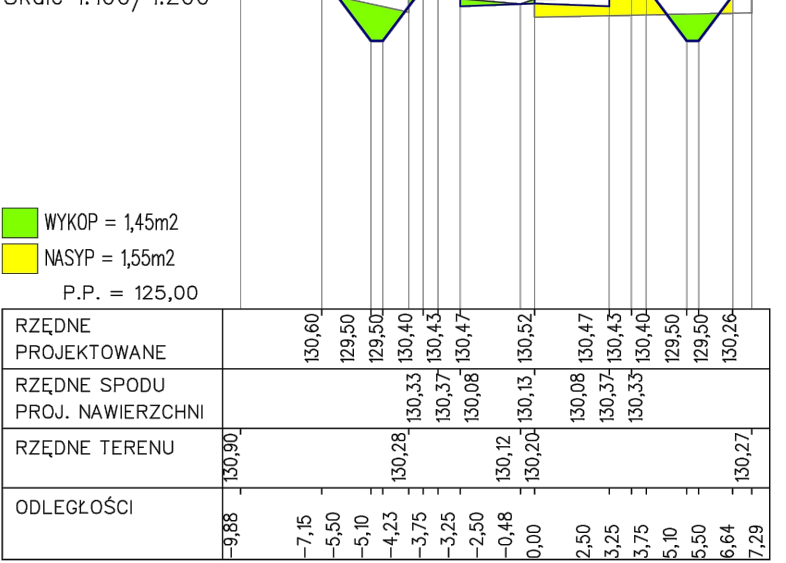 Skala 1:100/ 1:200
WYKOP = 1,45m2
NASYP = 1,55m2
P.P. = 125,00
RZĘDNE PROJEKTOWANE 130,60 129,50 129,50 130,40 130,43 130,47 130,52 130,47 130,43 130,40 129,50 129,50 130,26
RZĘDNE SPODU PROJ. NAWIERZCHNI 130,33 130,37 130,08 130,13 130,08 130,37 130,33
RZĘDNE TERENU 130,90 130,28 130,12 130,20 130,27
ODLEGŁOŚCI -9,88 -7,15 -5,50 -5,10 -4,23 -3,75 -3,25 -2,50 -0,48 0,00 2,50 3,25 3,75 5,10 5,50 6,64 7,29